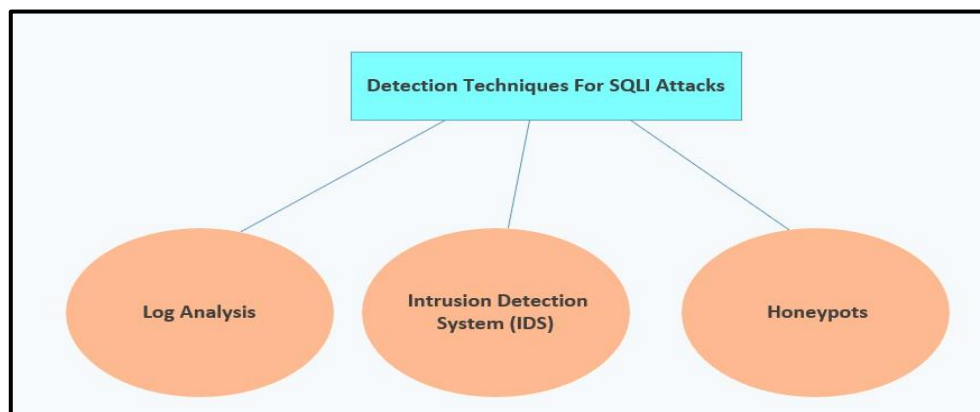 Detection Techniques For SQLI Attacks
Log Analysis
Intrusion Detection
System (IDS)
Honeypots